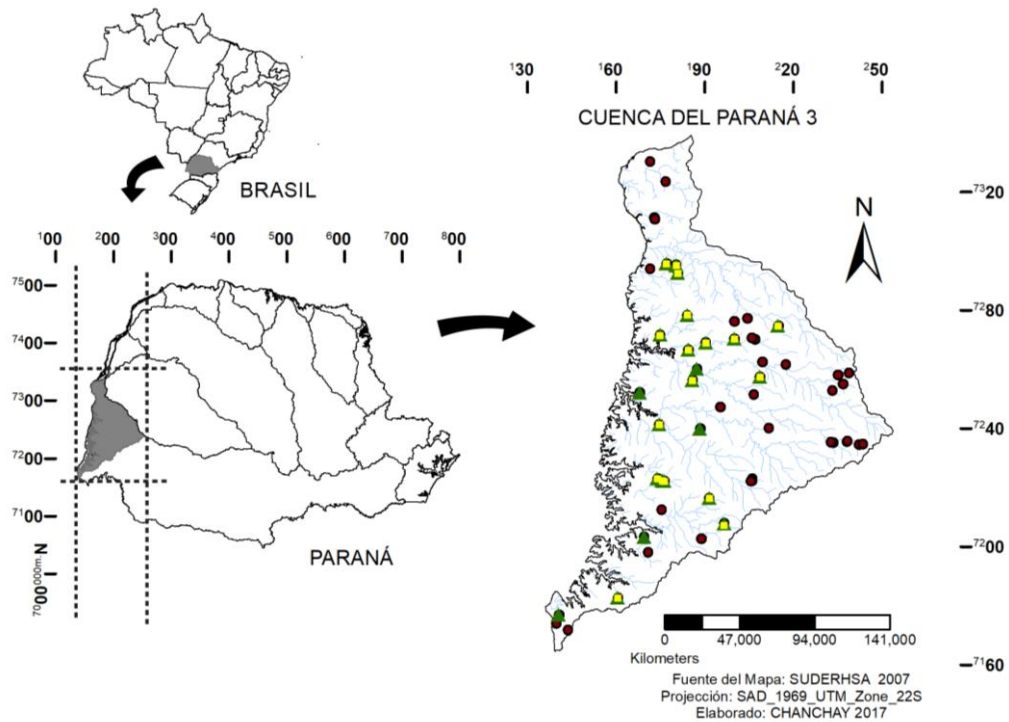 BRASIL
100 200 300 400 500 600 700 800
7500
7400
7300
7200
7100
7000 000m. N
PARANÁ
130 160 190 220 250
CUENCA DEL PARANÁ 3
N
7320
7280
7240
7200
7160
0 47,000 94,000 141,000
Kilometers
Fuente del Mapa: SUDERHSA 2007
Projección: SAD_1969_UTM_Zone_22S
Elaborado: CHANCHAY 2017